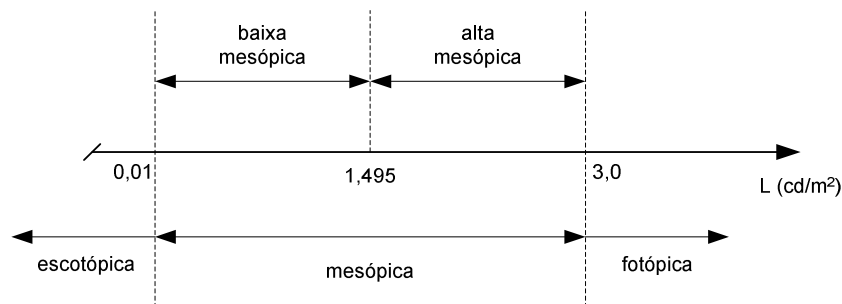 baixa
mesópica
alta
mesópica
0,01
1,495
3,0
L (cd/m²)
escotópica
mesópica
fotópica